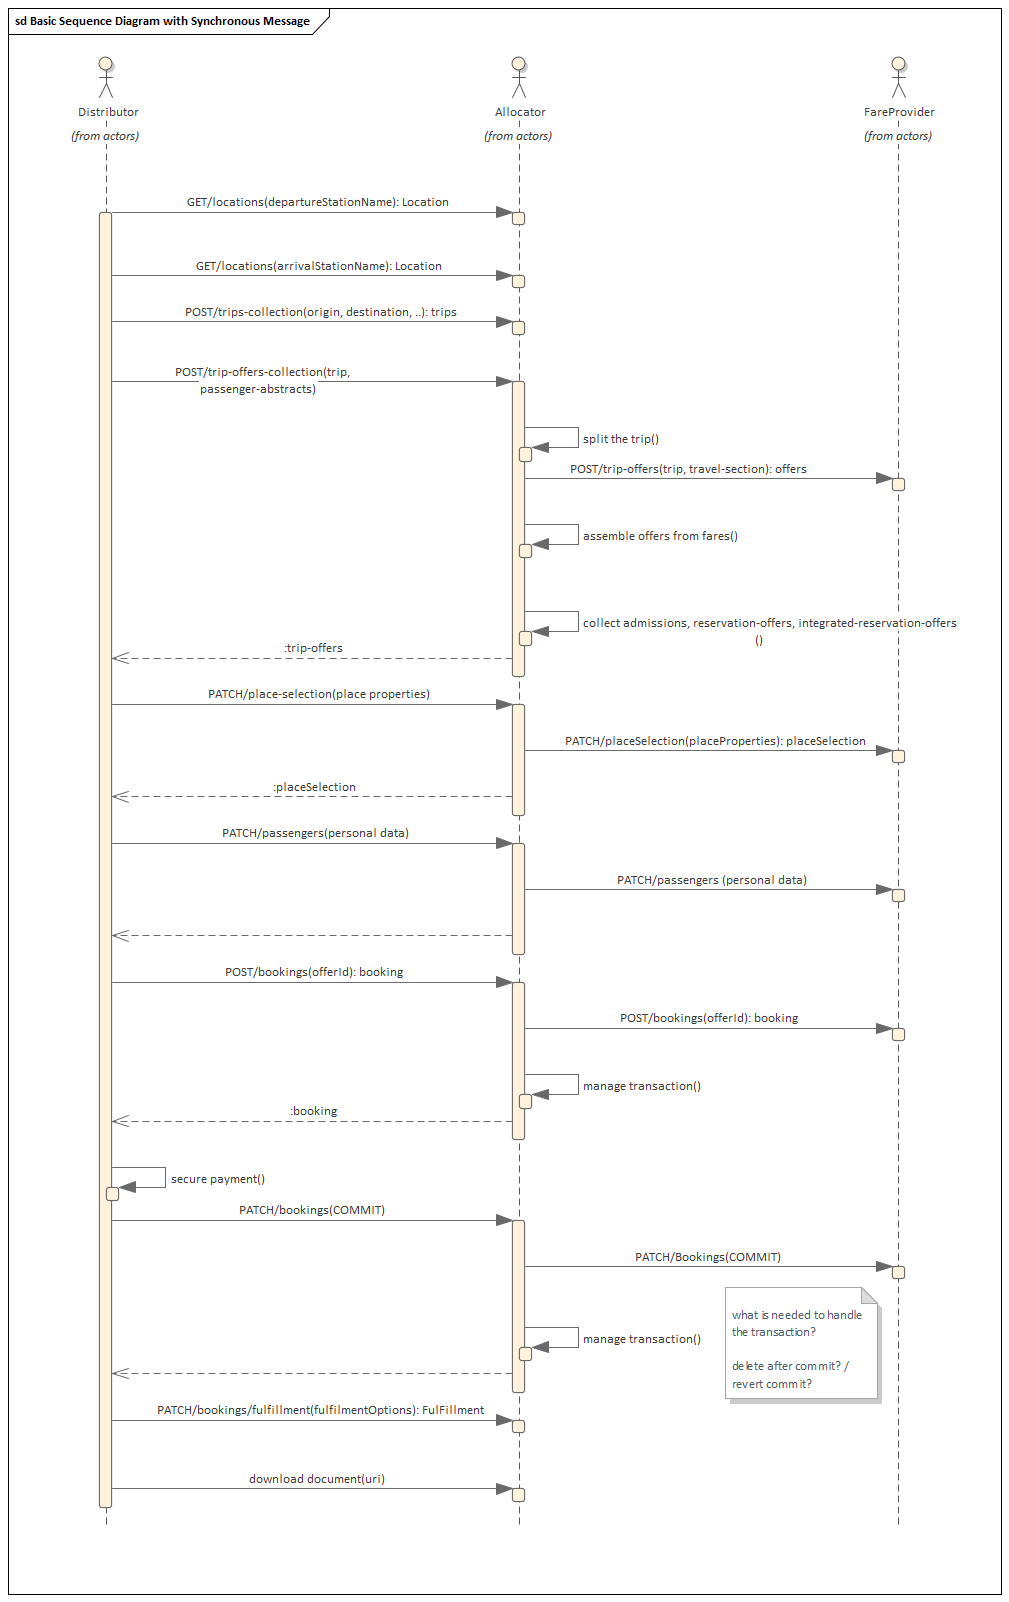 sd Basic Sequence Diagram with Synchronous Message
Distributor
Allocator
FareProvider
(from actors)
(from actors)
(from actors)
GET/locations(departureStationName): Location
GET/locations(arrivalStationName): Location
POST/trips-collection(origin, destination, ..): trips
POST/trip-offers-collection(trip,
passenger-abstracts)
split the trip()
POST/trip-offers(trip, travel-section): offers
assemble offers from fares()
collect admissions, reservation-offers, integrated-reservation-offers
()
:trip-offers
PATCH/place-selection(place properties)
PATCH/placeSelection(placeProperties): placeSelection
:placeSelection
PATCH/passengers(personal data)
PATCH/passengers (personal data)
POST/bookings(offerId): booking
POST/bookings(offerId): booking
manage transaction()
:booking
secure payment()
PATCH/bookings(COMMIT)
PATCH/Bookings(COMMIT)
what is needed to handle
the transaction?
manage transaction()
delete after commit? /
revert commit?
PATCH/bookings/fulfillment(fulfilmentOptions): FulFillment
download document(uri)